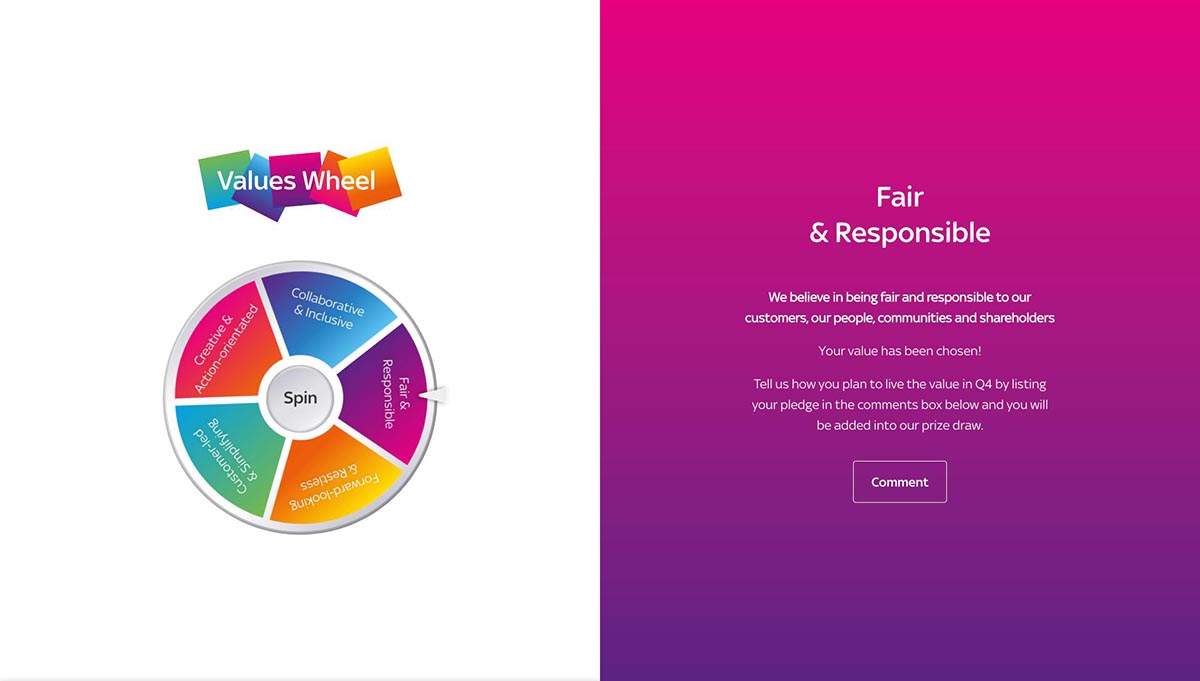 Values Wheel
Collaborative
& Inclusive
Creative &
Action-orientated
Fair &
Responsible
Spin
Customer-led
& Simplifying
Forward-looking
& Restless
Fair
& Responsible
We believe in being fair and responsible to our
customers, our people, communities and shareholders
Your value has been chosen!
Tell us how you plan to live the value in Q4 by listing
your pledge in the comments box below and you will
be added into our prize draw.
Comment